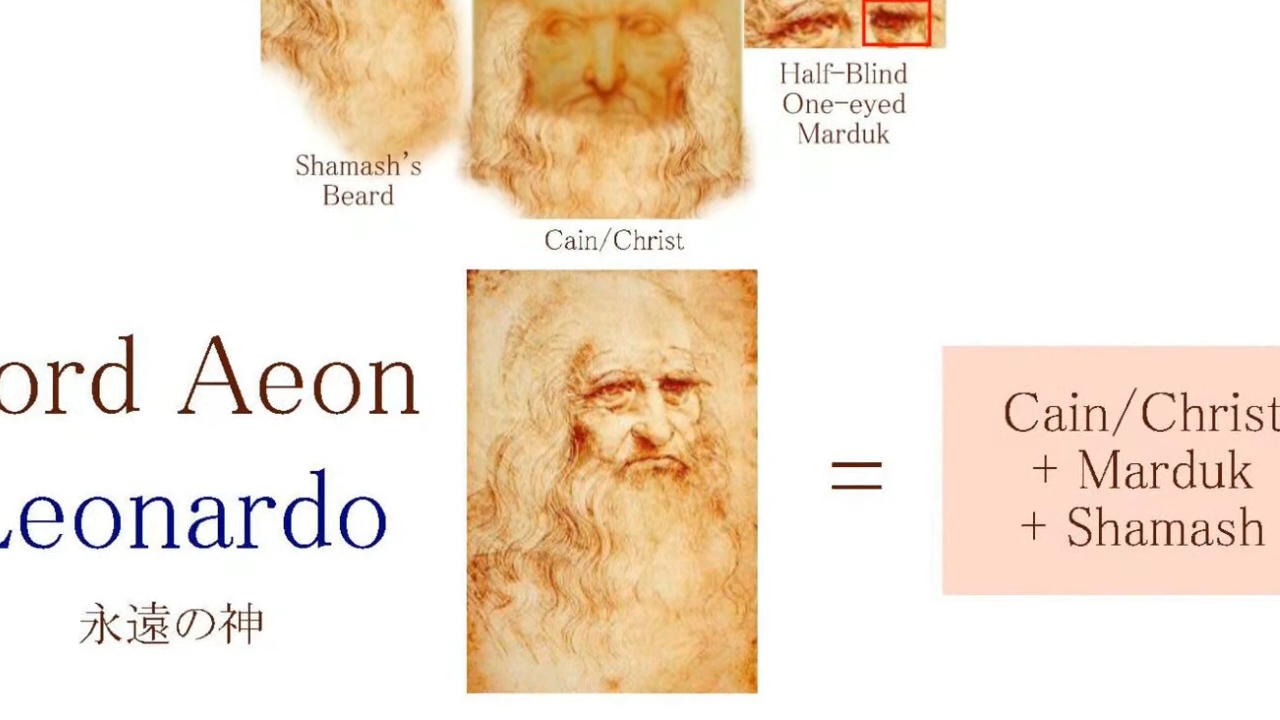 Half-Blind
One-eyed
Marduk
Shamash's
Beard
Cain/Christ
ord Aeon
Leonardo
永遠の神
=
Cain/Christ
+ Marduk
+ Shamash